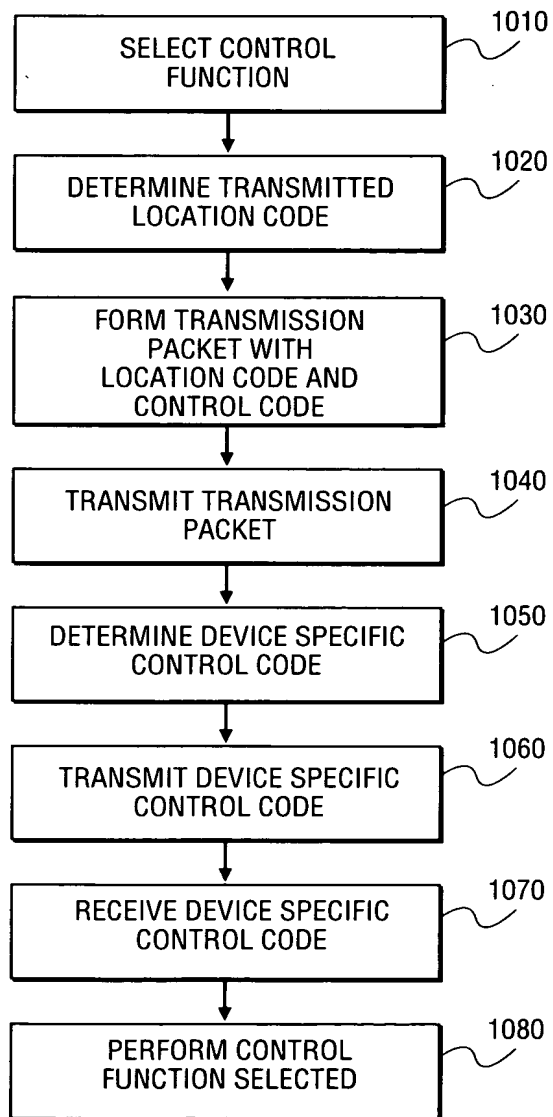 1010
SELECT CONTROL
FUNCTION
1020
DETERMINE TRANSMITTED
LOCATION CODE
1030
FORM TRANSMISSION
PACKET WITH
LOCATION CODE AND
CONTROL CODE
1040
TRANSMIT TRANSMISSION
PACKET
1050
DETERMINE DEVICE SPECIFIC
CONTROL CODE
1060
TRANSMIT DEVICE SPECIFIC
CONTROL CODE
1070
RECEIVE DEVICE SPECIFIC
CONTROL CODE
1080
PERFORM CONTROL
FUNCTION SELECTED